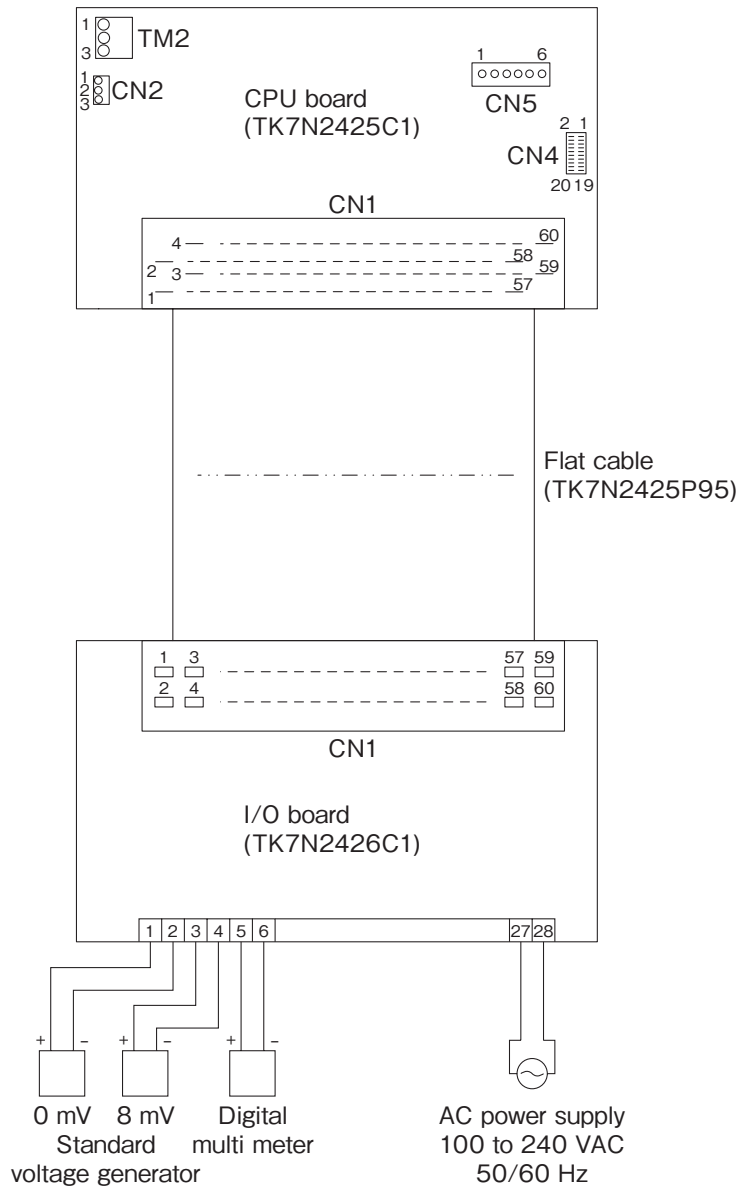 1
TM2
3
1
2
3
CN2
CPU board
(TK7N2425C1)
1 6
CN5
2 1
CN4
20 19
CN1
4 60
2 58
3 59
1 57
Flat cable
(TK7N2425P95)
1 3 57 59
2 4 58 60
CN1
I/O board
(TK7N2426C1)
1 2 3 4 5 6 27 28
+ - + - + -
0 mV 8 mV
Standard
voltage generator
Digital
multi meter
AC power supply
100 to 240 VAC
50/60 Hz